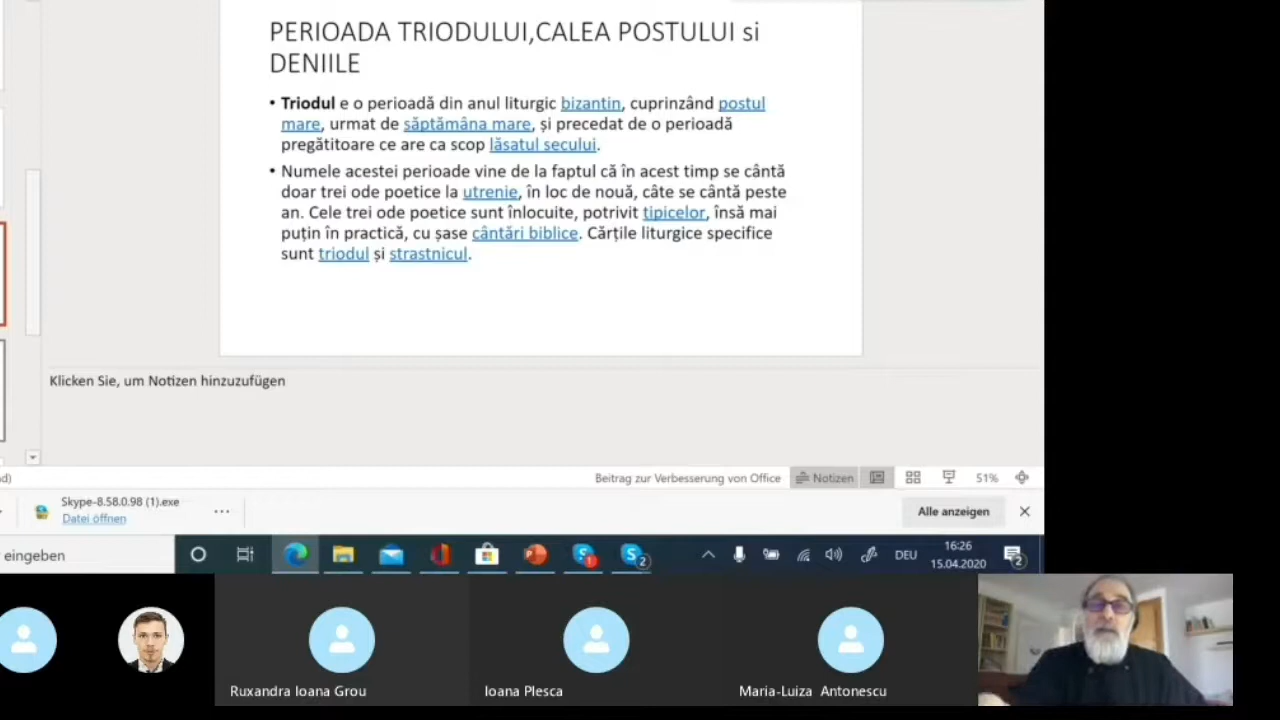 PERIOADA TRIODULUI,CALEA POSTULUI si
DENIILE
• Triodul e o perioadă din anul liturgic bizantin, cuprinzând postul
mare, urmat de săptămâna mare, și precedat de o perioadă
pregătitoare ce are ca scop lăsatul secului.
• Numele acestei perioade vine de la faptul că în acest timp se cântă
doar trei ode poetice la utrenie, în loc de nouă, câte se cântă peste
an. Cele trei ode poetice sunt înlocuite, potrivit tipicelor, însă mai
puțin în practică, cu șase cântări biblice. Cărțile liturgice specifice
sunt triodul și strastnicul.
Klicken Sie, um Notizen hinzuzufügen
Beitrag zur Verbesserung von Office Notizen 51%
Skype-8.58.0.98 (1).exe
Datei öffnen
...
Alle anzeigen
eingeben
DEU
16:26
15.04.2020
1
2
2
Ruxandra Ioana Grou
Ioana Plesca
Maria-Luiza Antonescu